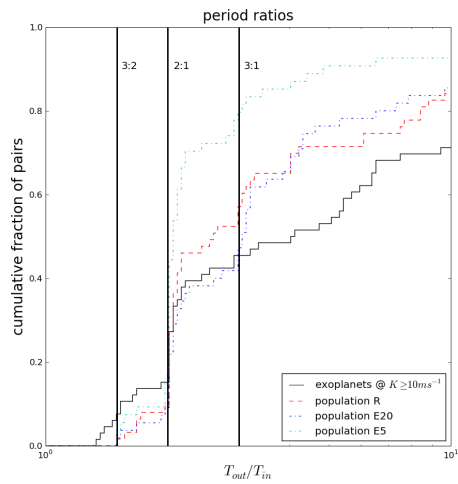 period ratios
cumulative fraction of pairs
1.0
0.8
0.6
0.4
0.2
0.0
3:2
2:1
3:1
exoplanets @ K ≥10ms⁻¹
population R
population E20
population E5
10⁰
10¹
T_out/T_in